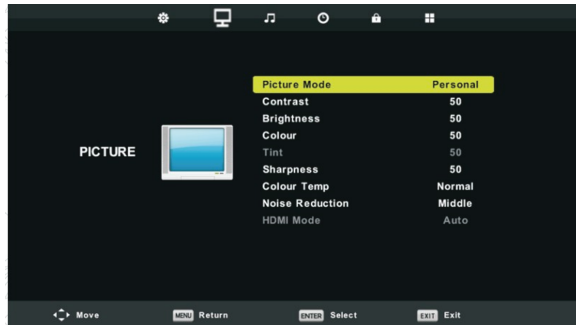 Picture Mode Personal
Contrast 50
Brightness 50
Colour 50
PICTURE
Tint 50
Sharpness 50
Colour Temp Normal
Noise Reduction Middle
HDMI Mode Auto
Move MENU Return ENTER Select EXIT Exit